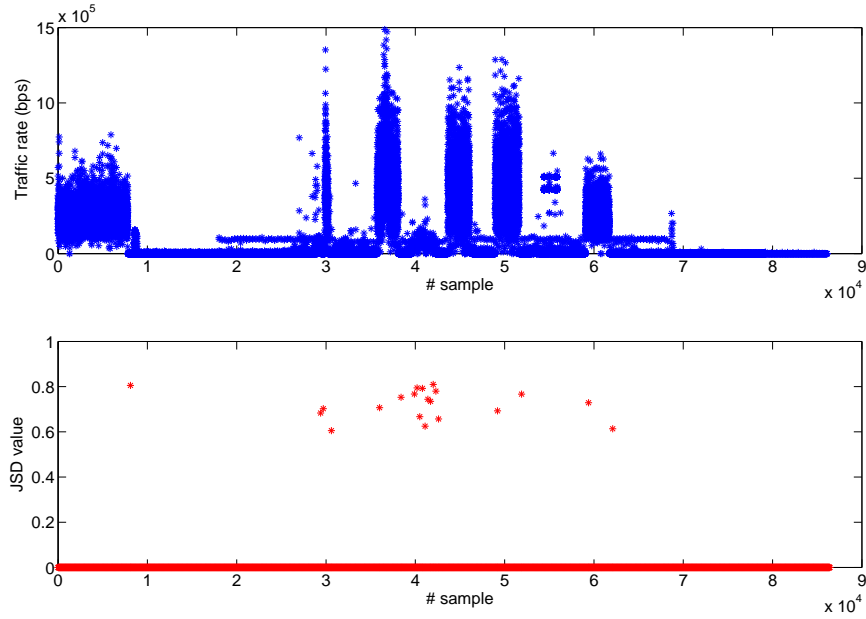 x 10^5
15
10
5
0
Traffic rate (bps)
0 1 2 3 4 5 6 7 8 9
# sample
x 10^4
1
0.8
0.6
0.4
0.2
0
JSD value
0 1 2 3 4 5 6 7 8 9
# sample
x 10^4